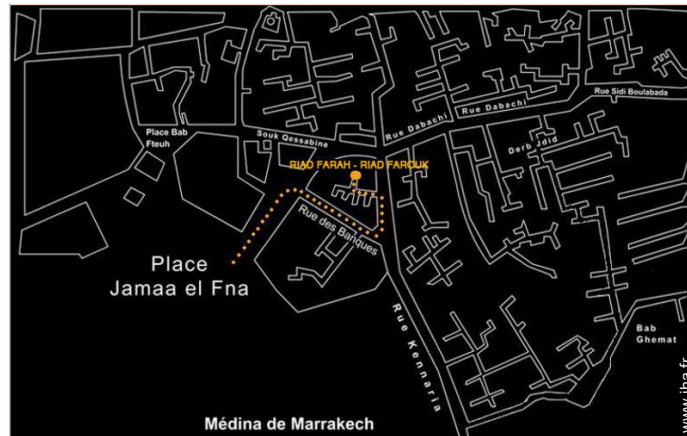 Rue Sidi Boulabada
Rue Dabachi
Rue Dabachi
Place Bab
Fteuh
Souk Qessabine
Derb Jdid
RIAD FARAH - RIAD FAROUK
Rue des Banques
Place
Jamaa el Fna
Rue Kennaria
Bab
Ghemat
Médina de Marrakech
www.iha.fr